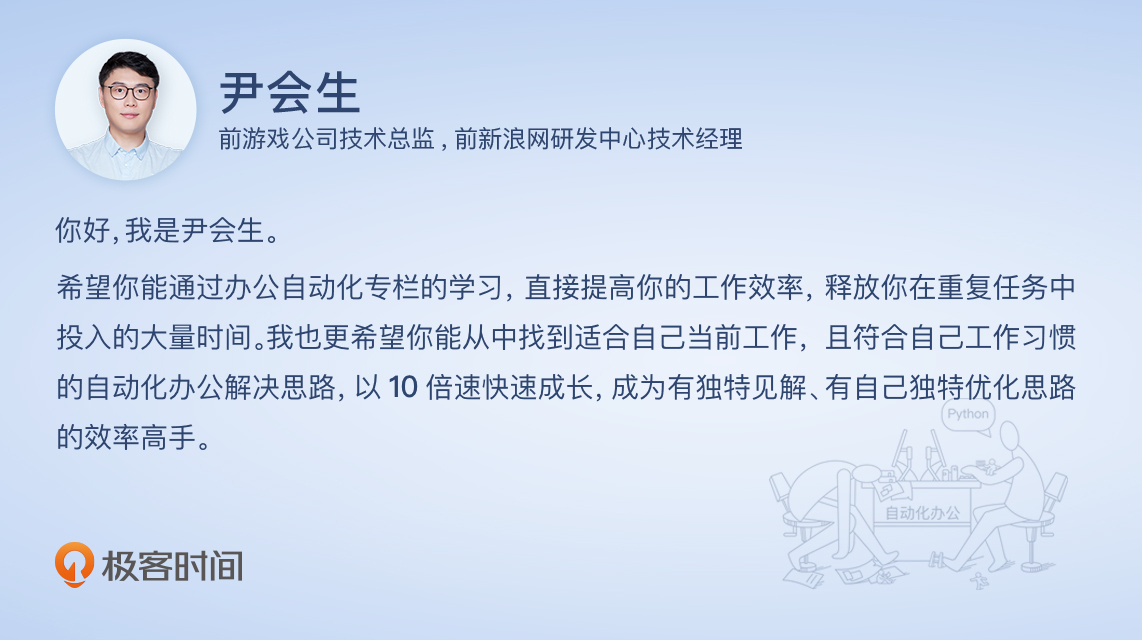 尹会生
前游戏公司技术总监，前新浪网研发中心技术经理
你好，我是尹会生。
希望你能通过办公自动化专栏的学习，直接提高你的工作效率，释放你在重复任务中
投入的大量时间。我也更希望你能从中找到适合自己当前工作，且符合自己工作习惯
的自动化办公解决思路，以 10 倍速快速成长，成为有独特见解、有自己独特优化思路
的效率高手。
Python
自动化办公
极客时间